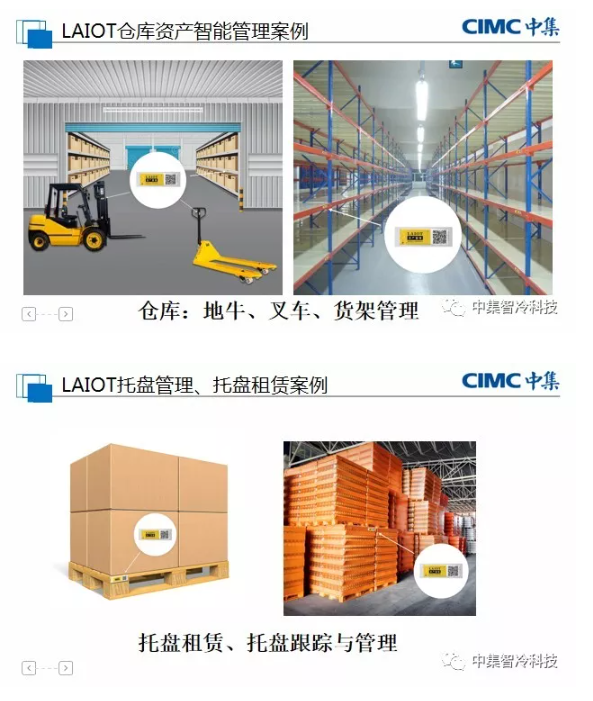 LAIOT仓库资产智能管理案例
CIMC中集
LAIOT
仓库：地牛、叉车、货架管理
中集智冷科技
LAIOT托盘管理、托盘租赁案例
CIMC中集
托盘租赁、托盘跟踪与管理
中集智冷科技